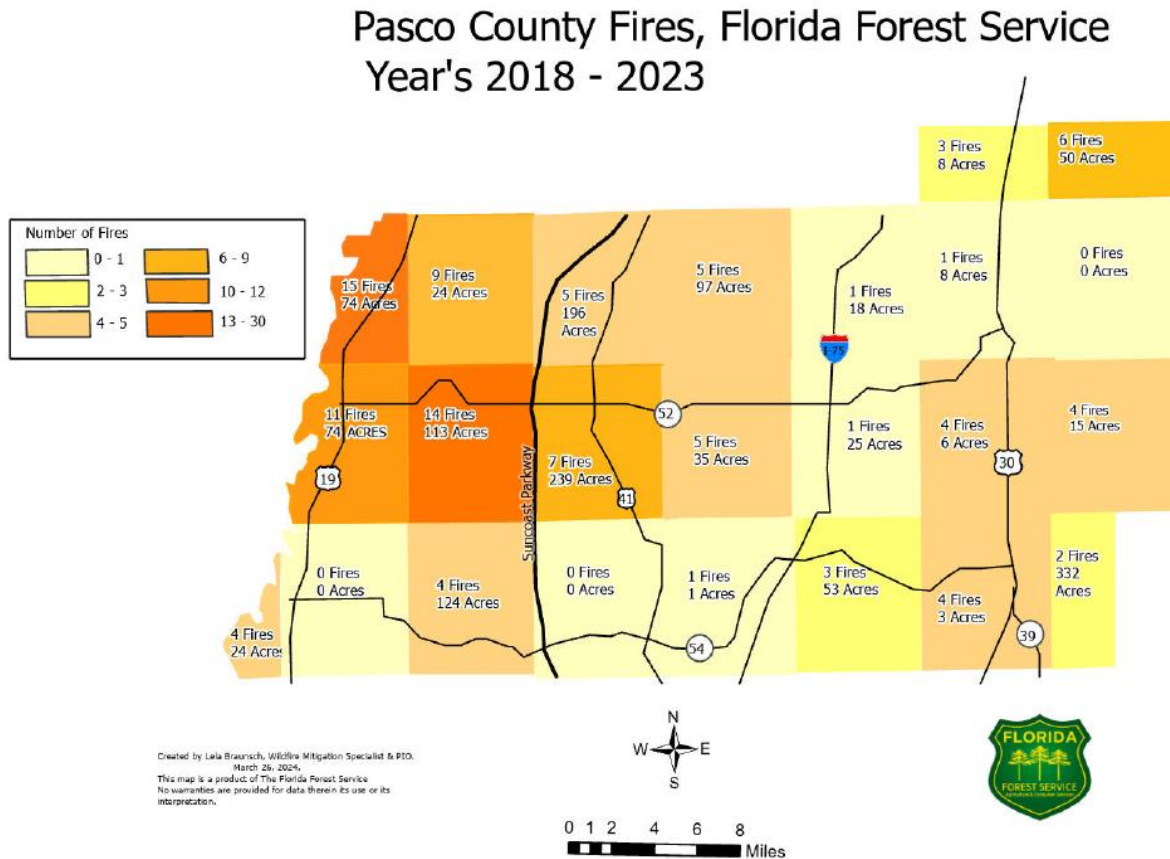 Pasco County Fires, Florida Forest Service
Year's 2018 - 2023
3 Fires
8 Acres
6 Fires
50 Acres
Number of Fires
0 - 1
6 - 9
2 - 3
10 - 12
4 - 5
13 - 30
15 Fires
74 Acres
9 Fires
24 Acres
5 Fires
196
Acres
5 Fires
97 Acres
1 Fires
18 Acres
1 Fires
8 Acres
0 Fires
0 Acres
I-75
11 Fires
74 ACRES
14 Fires
113 Acres
7 Fires
239 Acres
52
5 Fires
35 Acres
1 Fires
25 Acres
4 Fires
6 Acres
4 Fires
15 Acres
19
Suncoast Parkway
41
30
0 Fires
0 Acres
4 Fires
124 Acres
0 Fires
0 Acres
1 Fires
1 Acres
3 Fires
53 Acres
4 Fires
3 Acres
2 Fires
332
Acres
4 Fires
24 Acres
54
39
N
W E
S
Created by Lela Braunsch, Wildfire Mitigation Specialist & PIO.
March 26, 2024.
This map is a product of The Florida Forest Service
No warranties are provided for data therein its use or its
interpretation.
FLORIDA
FOREST SERVICE
0 1 2 4 6 8
Miles